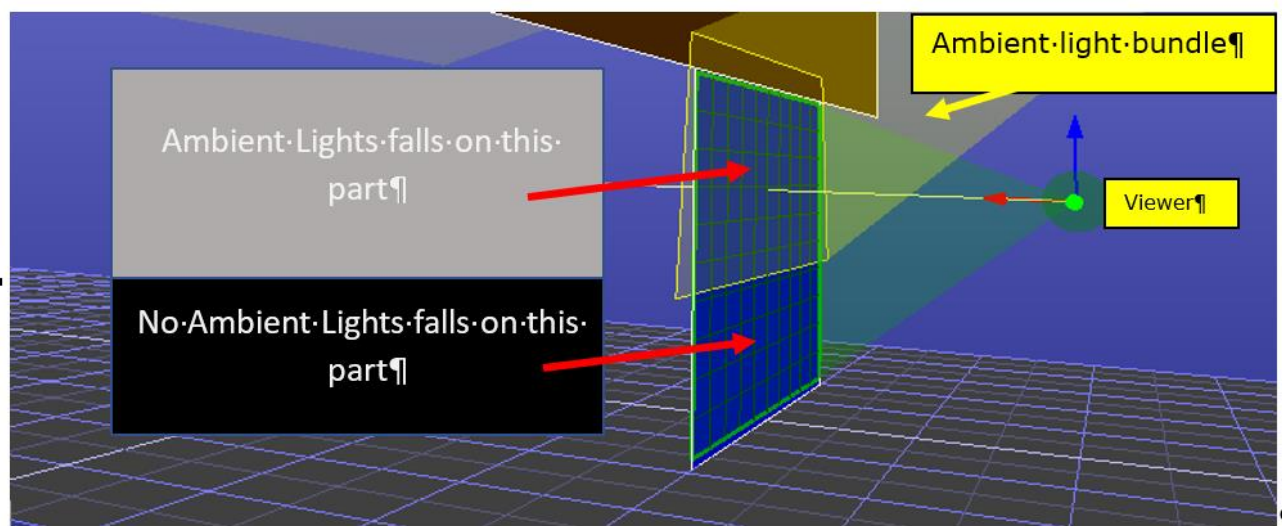 Ambient·light·bundle¶
Ambient·Lights·falls·on·this·
part¶
Viewer¶
No·Ambient·Lights·falls·on·this·
part¶